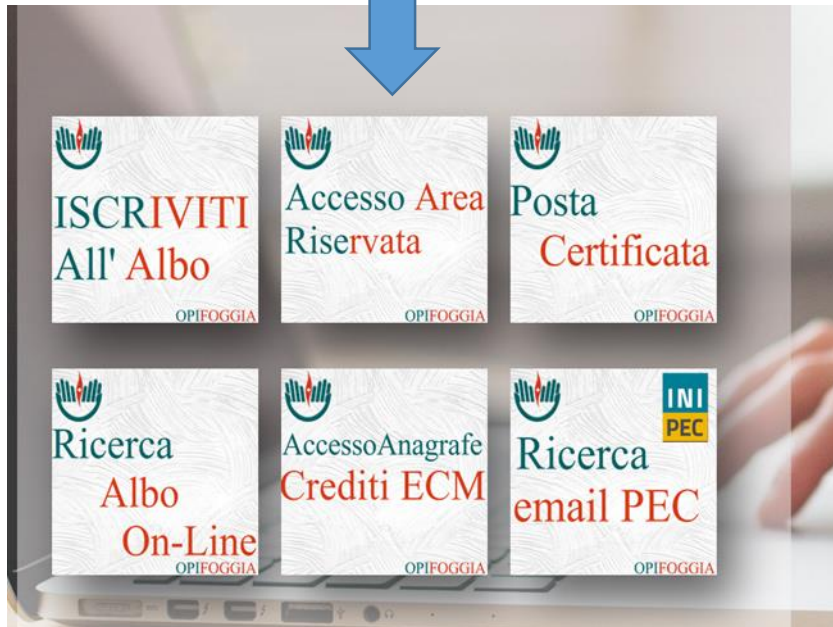 ISCRIVITI
All' Albo
OPIFOGGIA
Accesso Area
Riservata
OPIFOGGIA
Posta
Certificata
OPIFOGGIA
Ricerca
Albo
On-Line
OPIFOGGIA
AccessoAnagrafe
Crediti ECM
OPIFOGGIA
INI
PEC
Ricerca
email PEC
OPIFOGGIA